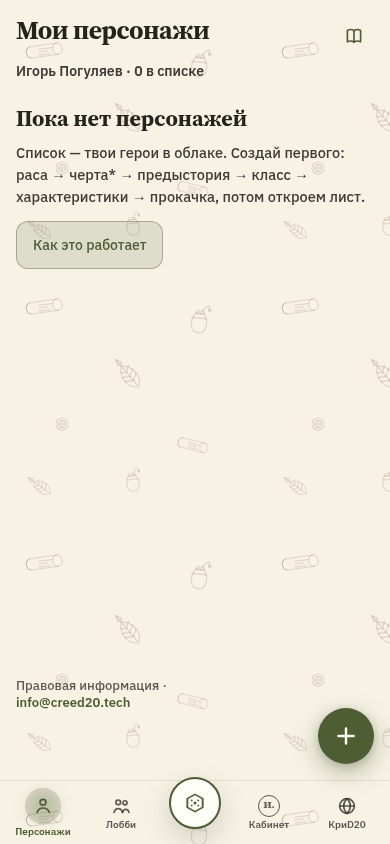 Мои персонажи
Игорь Погуляев · 0 в списке
Пока нет персонажей
Список — твои герои в облаке. Создай первого:
раса → черта* → предыстория → класс →
характеристики → прокачка, потом откроем лист.
Как это работает
Правовая информация ·
info@creed20.tech
Персонажи
Лобби
И.
Кабинет
КриD20